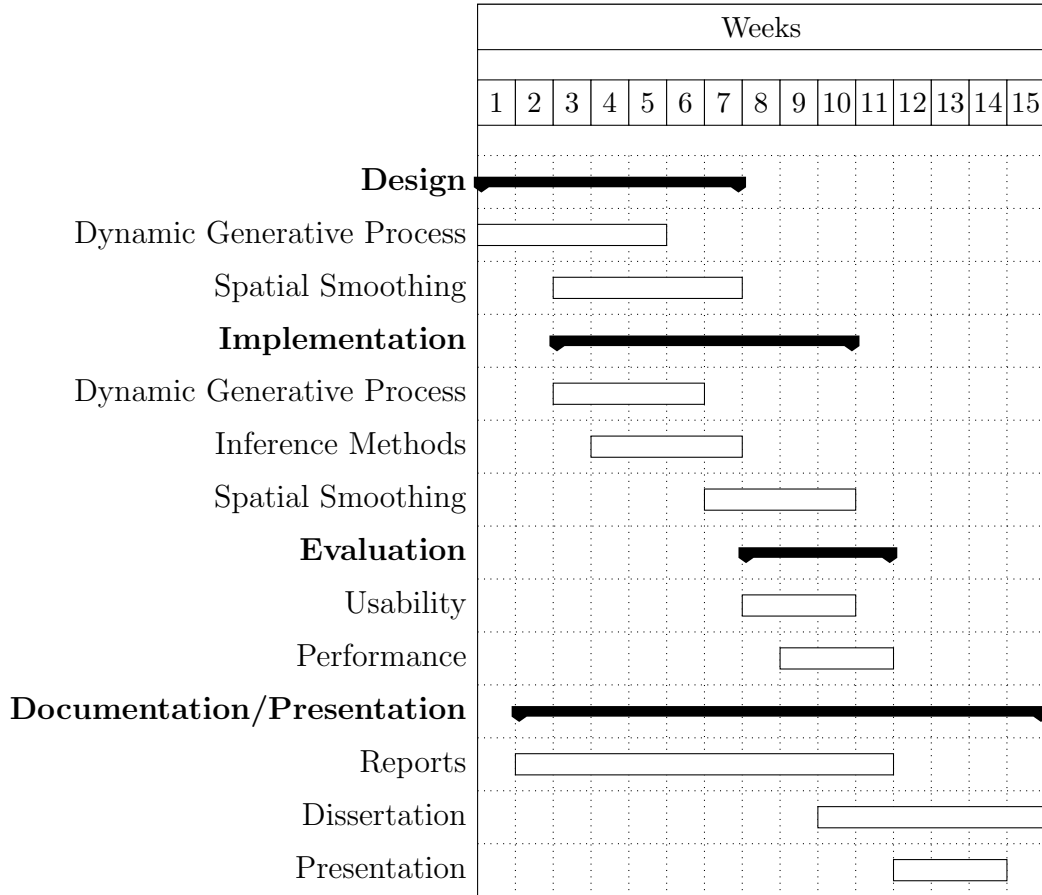 Weeks
1 2 3 4 5 6 7 8 9 10 11 12 13 14 15
Design
Dynamic Generative Process
Spatial Smoothing
Implementation
Dynamic Generative Process
Inference Methods
Spatial Smoothing
Evaluation
Usability
Performance
Documentation/Presentation
Reports
Dissertation
Presentation